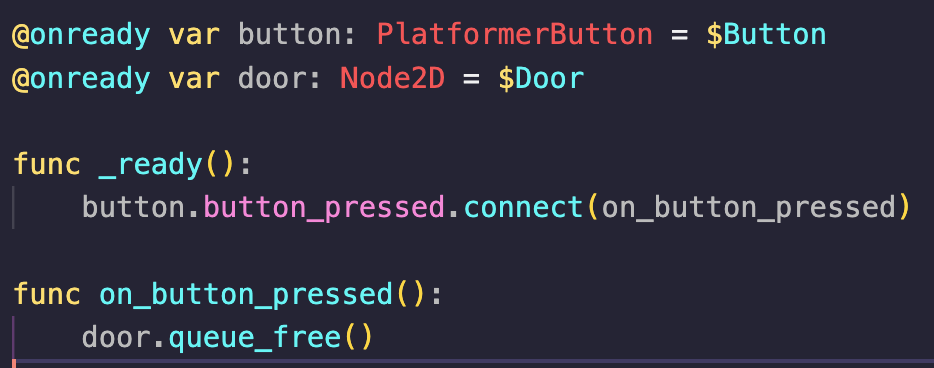 @onready var button: PlatformerButton = $Button
@onready var door: Node2D = $Door
func _ready():
button.button_pressed.connect(on_button_pressed)
func on_button_pressed():
door.queue_free()